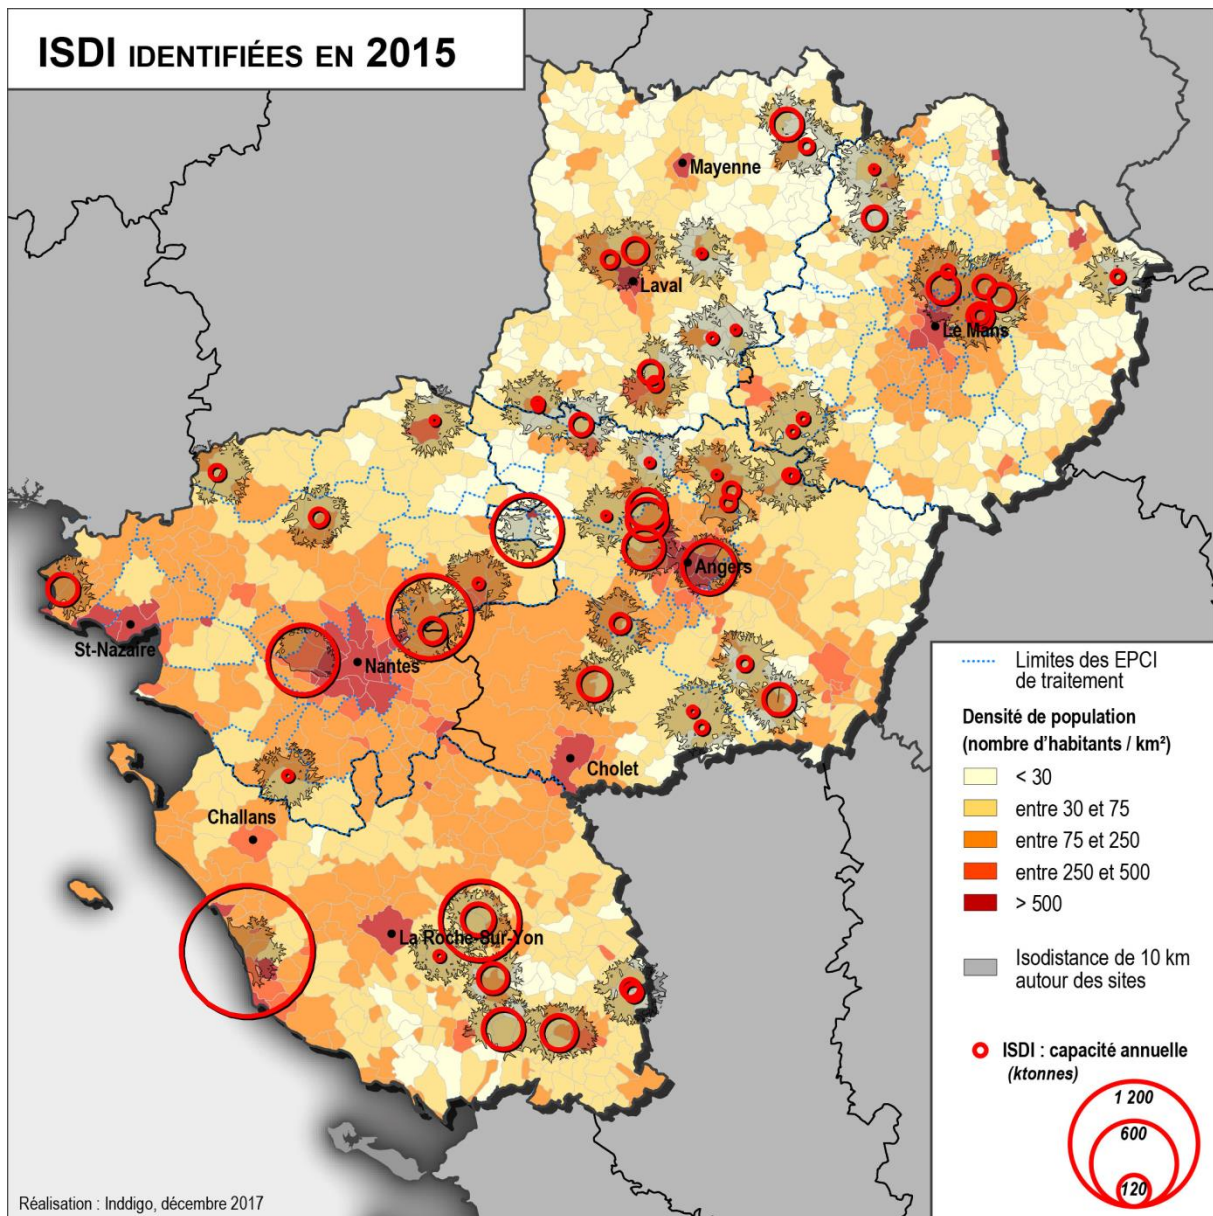 ISDI IDENTIFIÉES EN 2015
Mayenne
Laval
Le Mans
Angers
St-Nazaire
Nantes
Cholet
Challans
La Roche-Sur-Yon
Limites des EPCI
de traitement
Densité de population
(nombre d'habitants / km²)
< 30
entre 30 et 75
entre 75 et 250
entre 250 et 500
> 500
Isodistance de 10 km
autour des sites
ISDI : capacité annuelle
(ktonnes)
1 200
600
120
Réalisation : Inddigo, décembre 2017